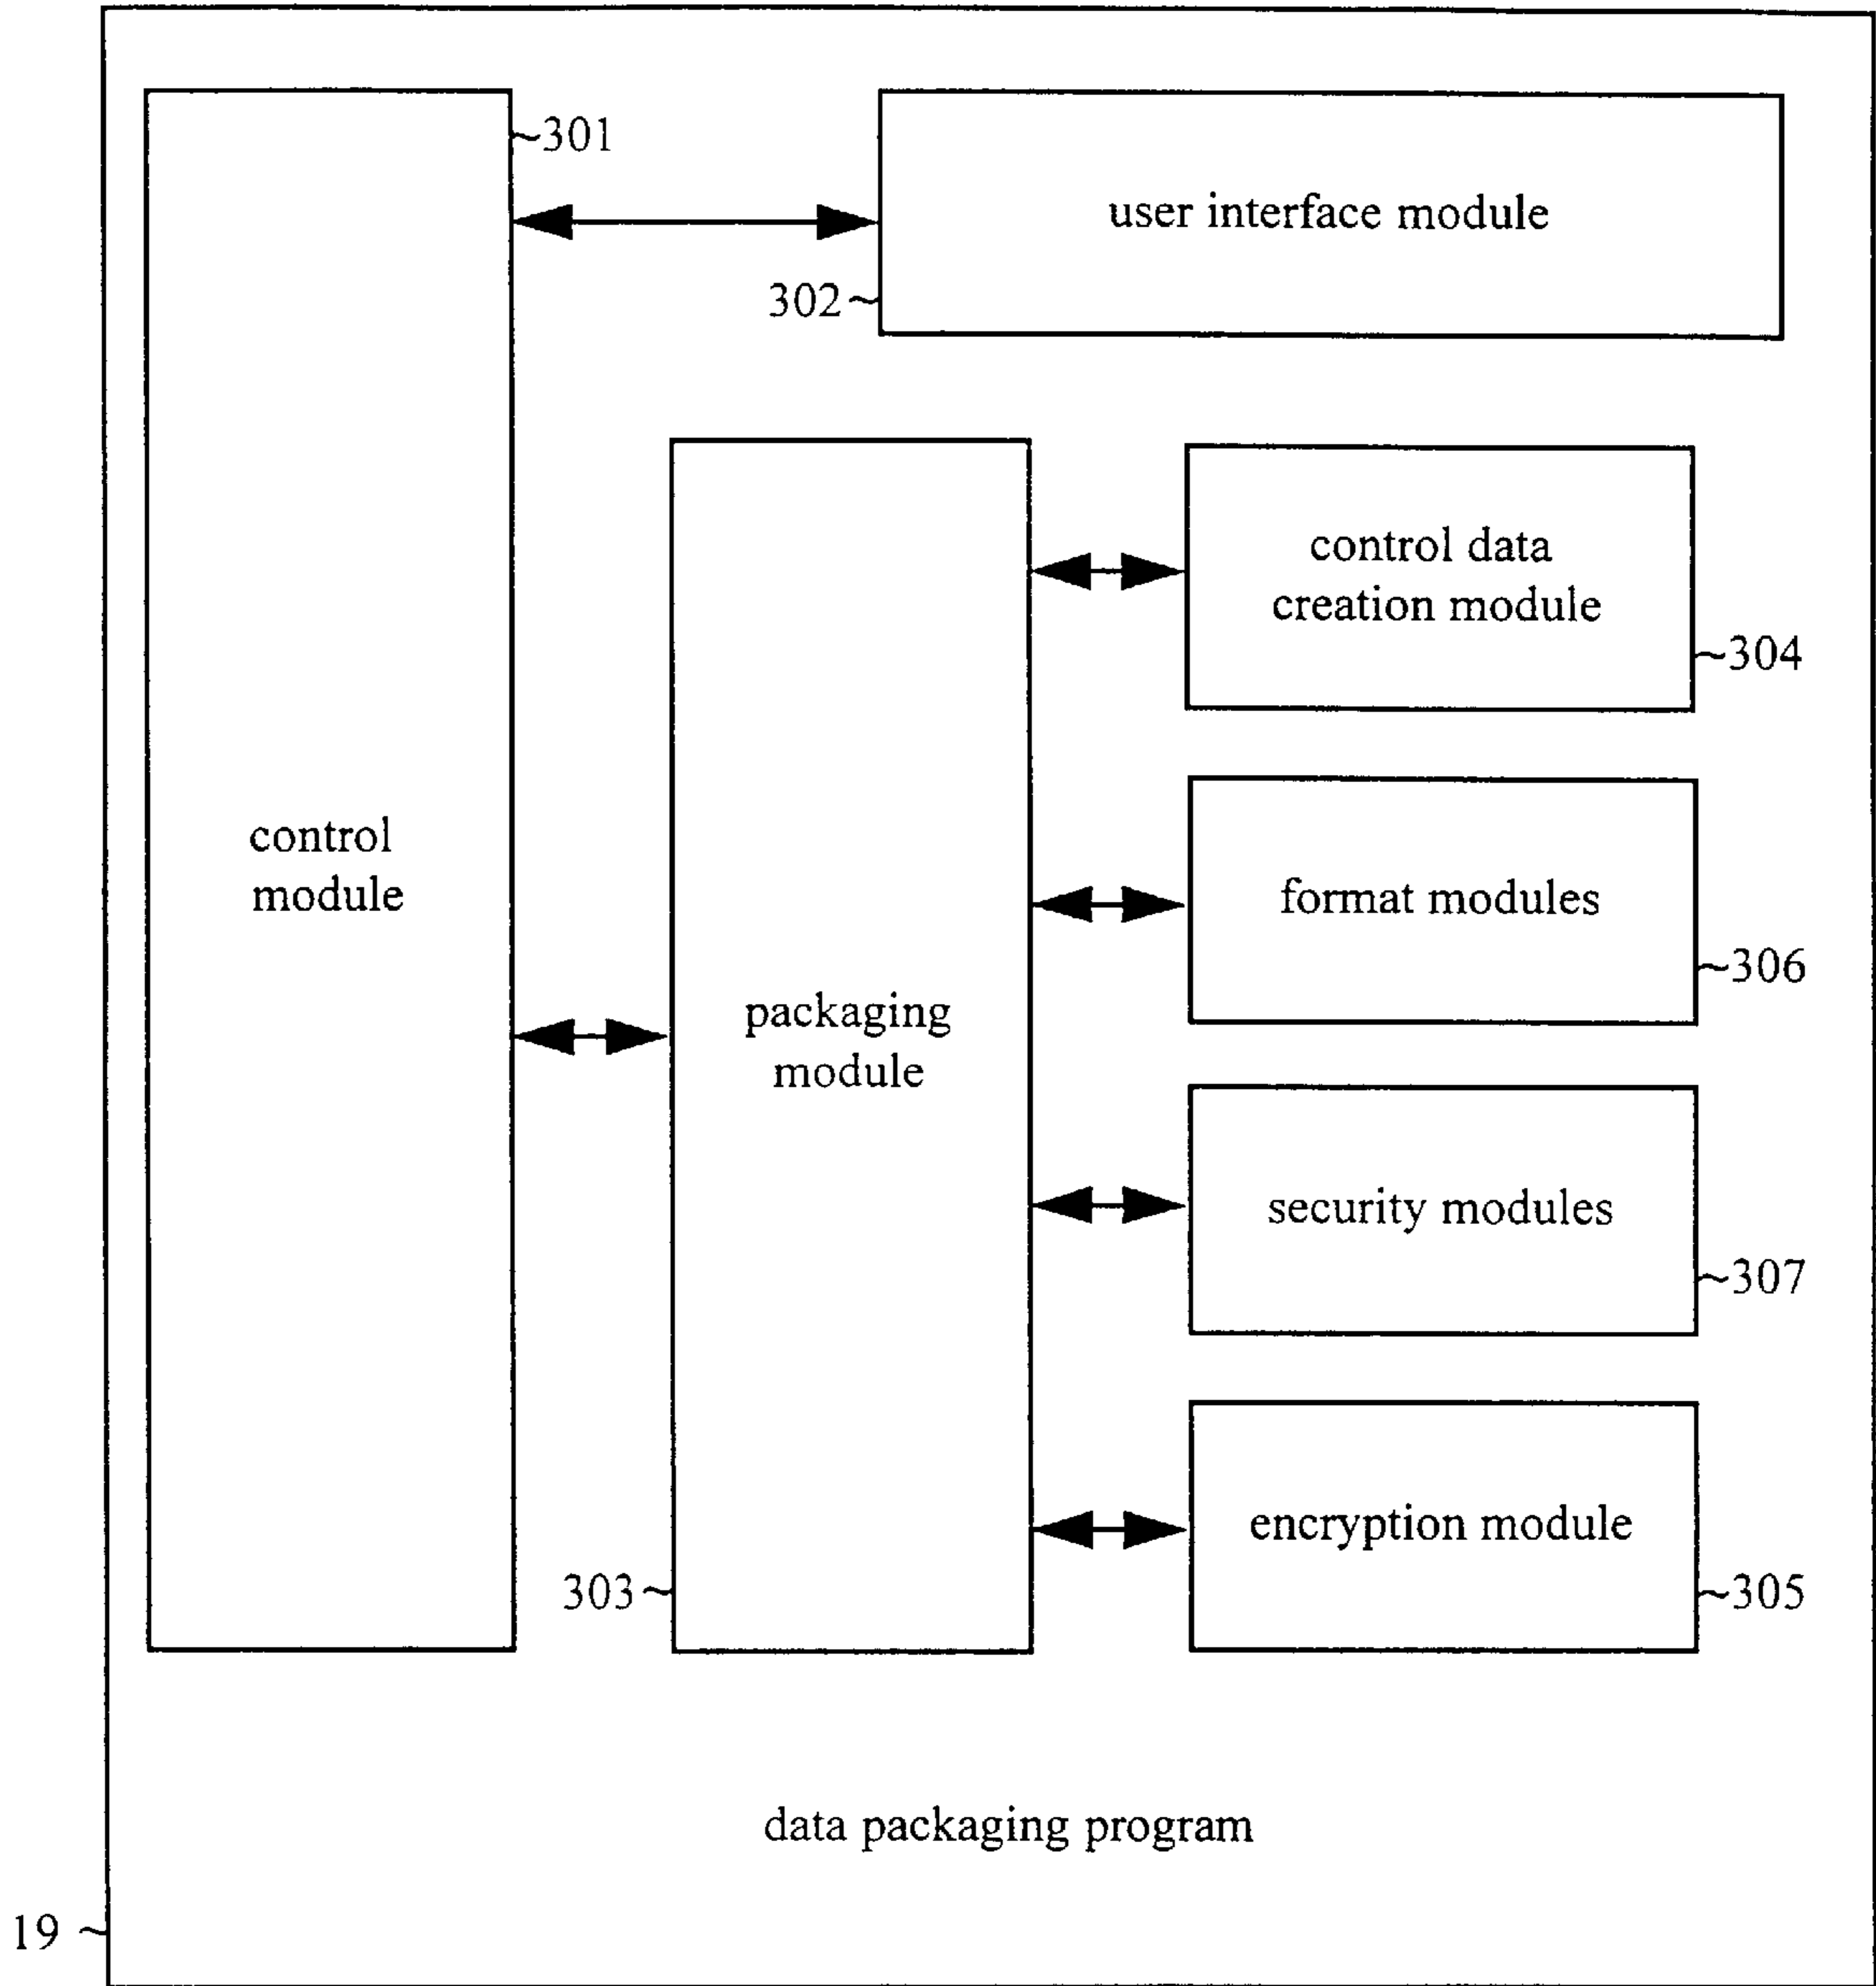 301
user interface module
302
control data
creation module
304
control
module
format modules
306
packaging
module
security modules
307
encryption module
303
305
data packaging program
19